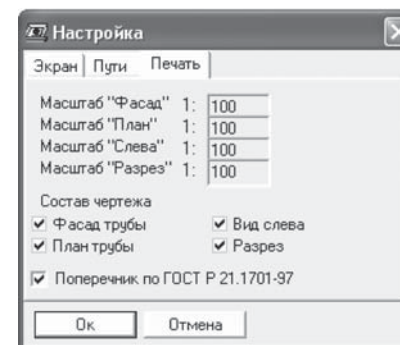 Настройка
Экран Пути Печать
Масштаб "Фасад" 1: 100
Масштаб "План" 1: 100
Масштаб "Слева" 1: 100
Масштаб "Разрез" 1: 100
Состав чертежа
Фасад трубы Вид слева
План трубы Разрез
Поперечник по ГОСТ Р 21.1701-97
Ок Отмена